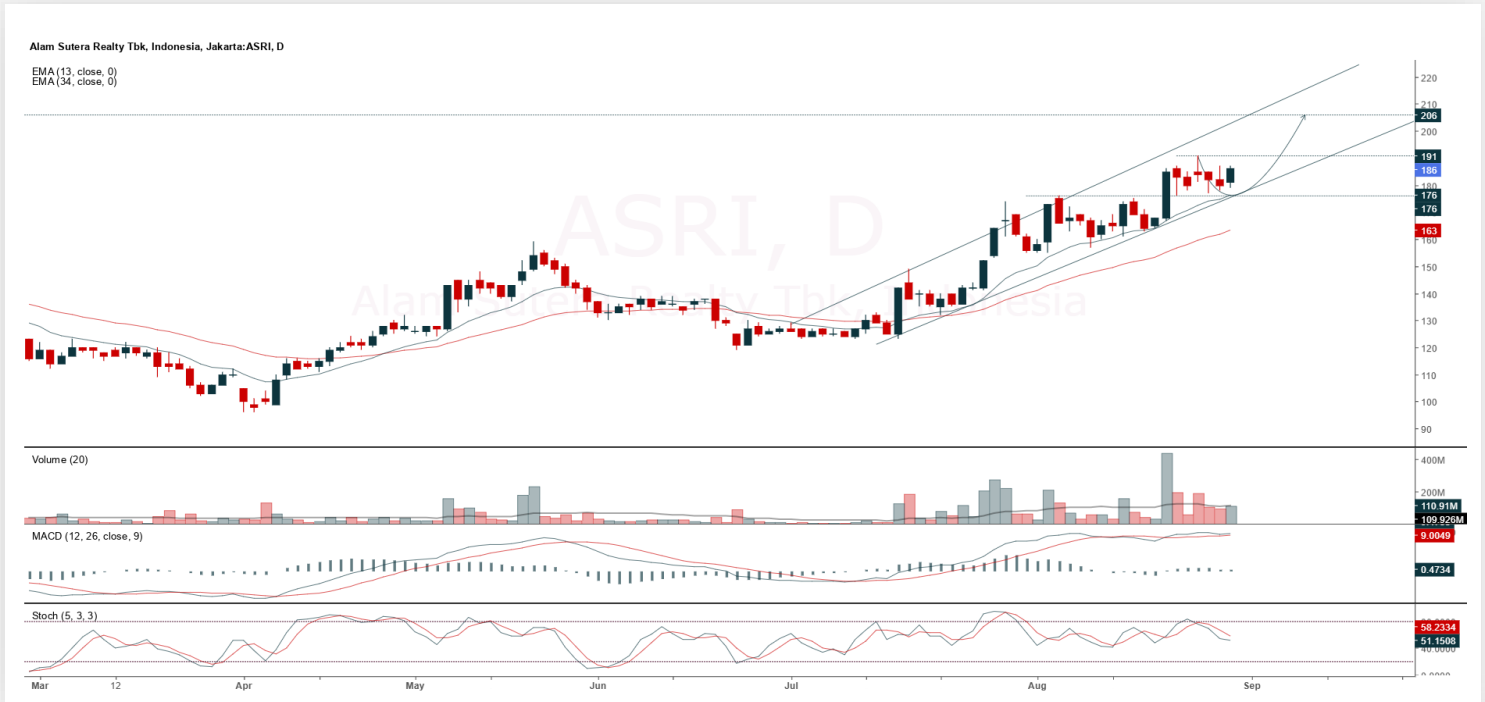 Alam Sutera Realty Tbk, Indonesia, Jakarta:ASRI, D
EMA (13, close, 0)
EMA (34, close, 0)
ASRI, D
Alam Sutera Realty Tbk, Indonesia
220
210
206
200
191
186
180
176
176
163
160
150
140
130
120
110
100
90
Volume (20)
400M
200M
110.91M
109.926M
MACD (12, 26, close, 9)
9.0049
0.4734
Stoch (5, 3, 3)
58.2334
51.1508
40.0000
0.0000
Mar
12
Apr
May
Jun
Jul
Aug
Sep